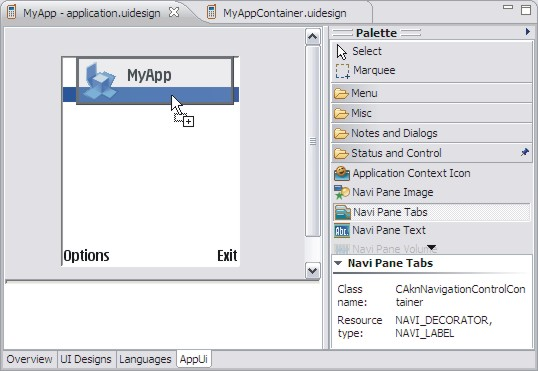 MyApp - application.uidesign
MyAppContainer.uidesign
MyApp
Options Exit
Palette
Select
Marquee
Menu
Misc
Notes and Dialogs
Status and Control
Application Context Icon
Navi Pane Image
Navi Pane Tabs
Abc
Navi Pane Text
Navi Pane Volume
Navi Pane Tabs
Class name: CAknNavigationControlContainer
Resource type: NAVI_DECORATOR, NAVI_LABEL
Overview UI Designs Languages AppUi